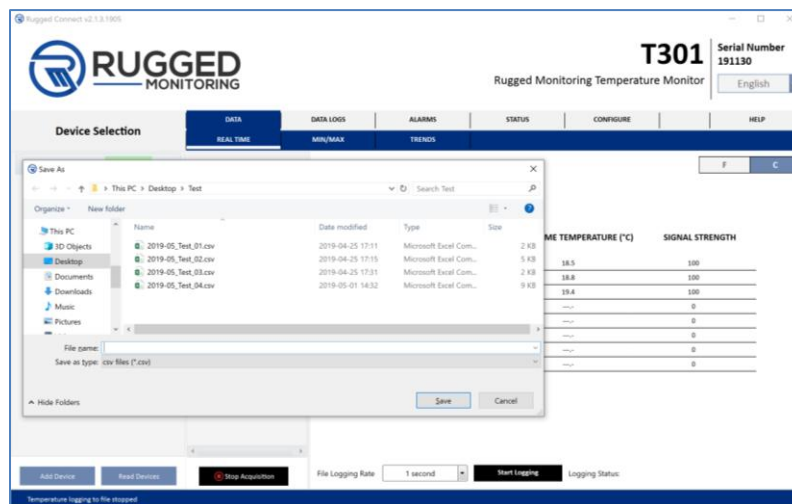 Rugged Connect v2.1.3.1905
RUGGED
MONITORING
T301
Rugged Monitoring Temperature Monitor
Serial Number
191130
English
Device Selection
DATA DATA LOGS ALARMS STATUS CONFIGURE HELP
REAL TIME MIN/MAX TRENDS
Save As
This PC > Desktop > Test
Search Test
Organize New folder
F C
Name Date modified Type Size
This PC
3D Objects
Desktop
Documents
Downloads
Music
Pictures
2019-05_Test_01.csv 2019-04-25 17:11 Microsoft Excel Com... 2 KB
2019-05_Test_02.csv 2019-04-25 17:15 Microsoft Excel Com... 5 KB
2019-05_Test_03.csv 2019-04-25 17:31 Microsoft Excel Com... 2 KB
2019-05_Test_04.csv 2019-05-01 14:32 Microsoft Excel Com... 9 KB
ME TEMPERATURE (°C) SIGNAL STRENGTH
18.5 100
18.8 100
19.4 100
---.- 0
---.- 0
---.- 0
---.- 0
---.- 0
File name:
Save as type: csv files (*.csv)
Hide Folders
Save Cancel
Add Device Read Devices Stop Acquisition File Logging Rate 1 second Start Logging Logging Status:
Temperature logging to file stopped